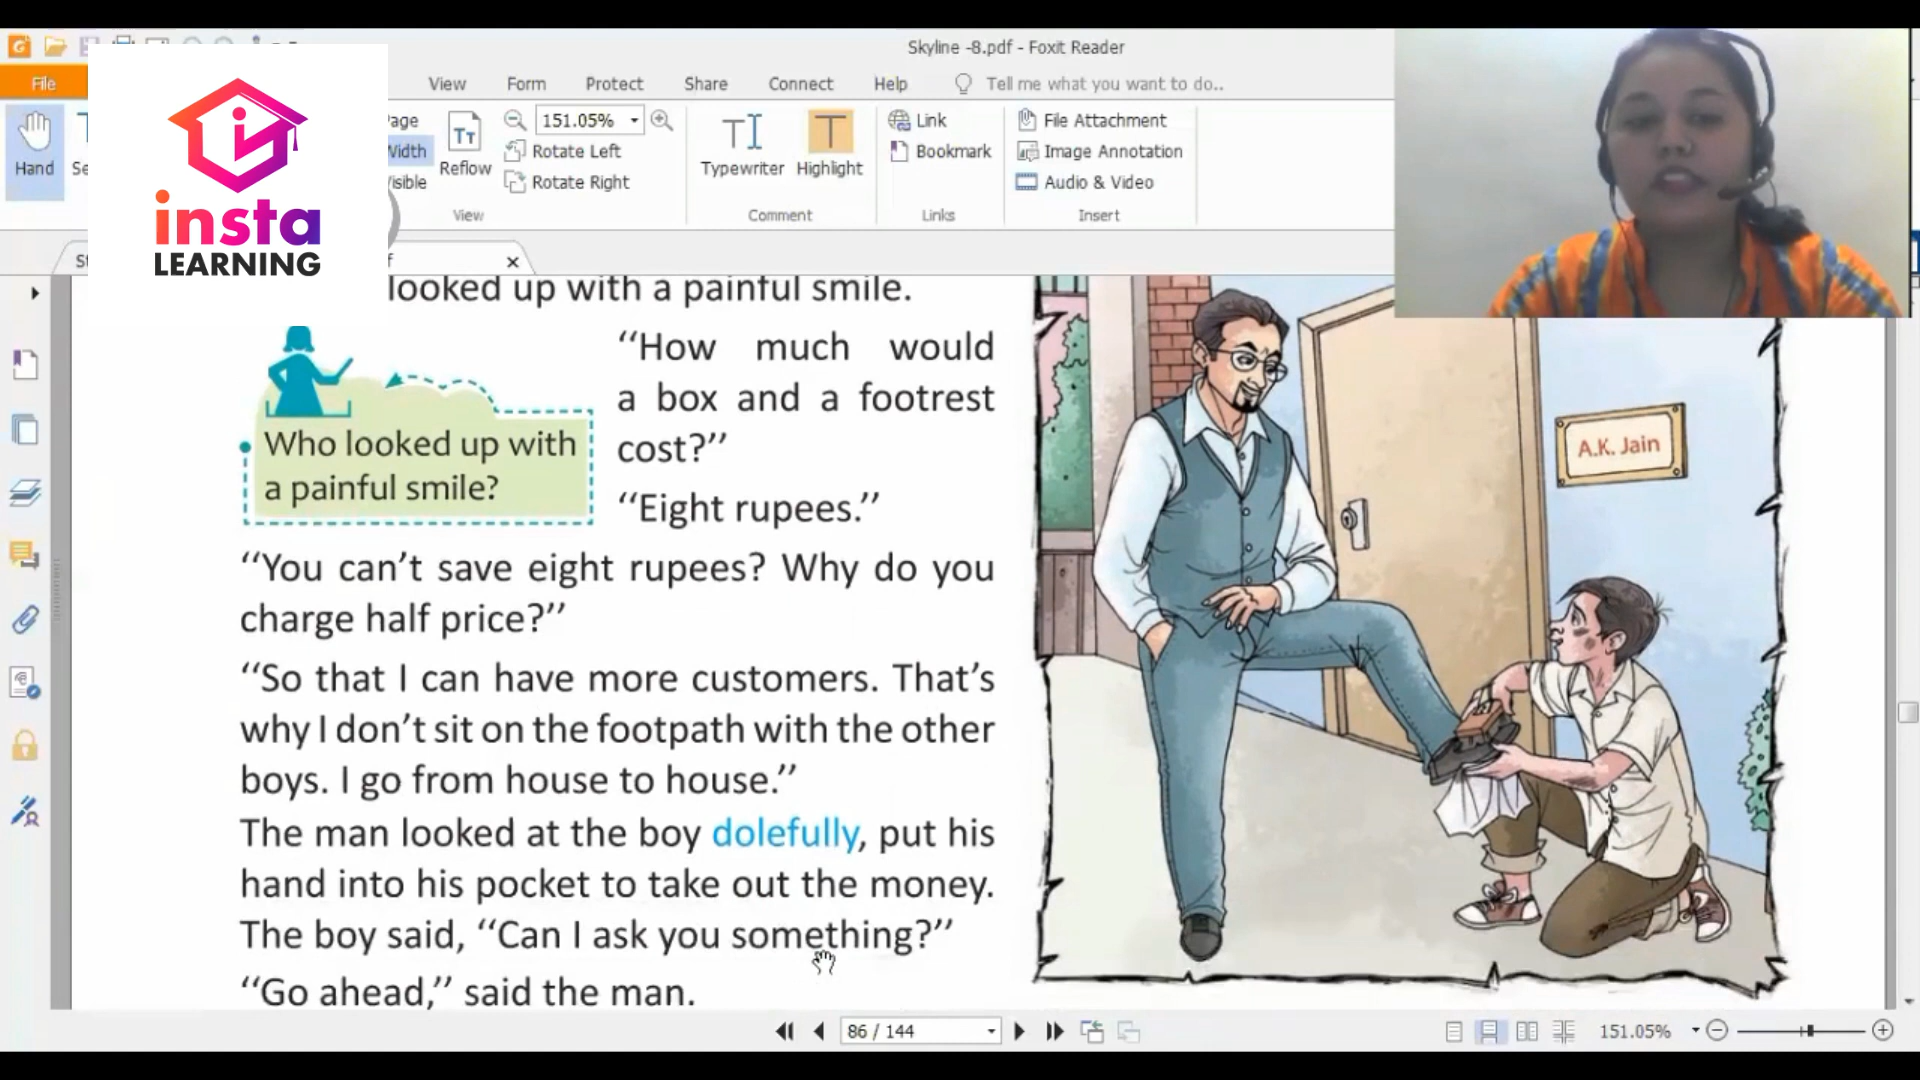 Skyline -8.pdf - Foxit Reader
File
View
Form
Protect
Share
Connect
Help
Tell me what you want to do..
Hand
151.05%
Rotate Left
Rotate Right
Reflow
View
Typewriter
Highlight
Comment
Link
Bookmark
Links
File Attachment
Image Annotation
Audio & Video
Insert
insta
LEARNING
looked up with a painful smile.
Who looked up with
a painful smile?
“How much would
a box and a footrest
cost?”
“Eight rupees.”
“You can’t save eight rupees? Why do you
charge half price?”
“So that I can have more customers. That’s
why I don’t sit on the footpath with the other
boys. I go from house to house.”
The man looked at the boy dolefully, put his
hand into his pocket to take out the money.
The boy said, “Can I ask you something?”
“Go ahead,” said the man.
A.K. Jain
86 / 144
151.05%